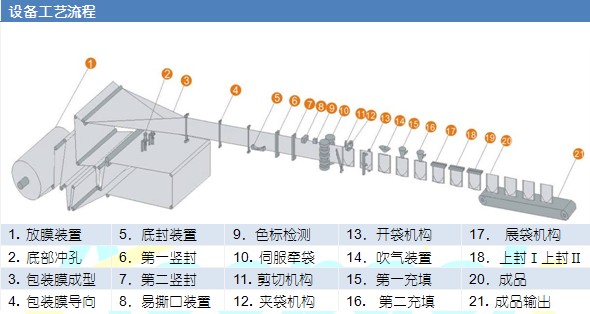 设备工艺流程
1 2 3 4 5 6 7 8 9 10 11 12 13 14 15 16 17 18 19 20 21
1. 放膜装置 5. 底封装置 9. 色标检测 13. 开袋机构 17. 展袋机构
2. 底部冲孔 6. 第一竖封 10. 伺服牵袋 14. 吹气装置 18. 上封Ⅰ上封Ⅱ
3. 包装膜成型 7. 第二竖封 11. 剪切机构 15. 第一充填 20. 成品
4. 包装膜导向 8. 易撕口装置 12. 夹袋机构 16. 第二充填 21. 成品输出